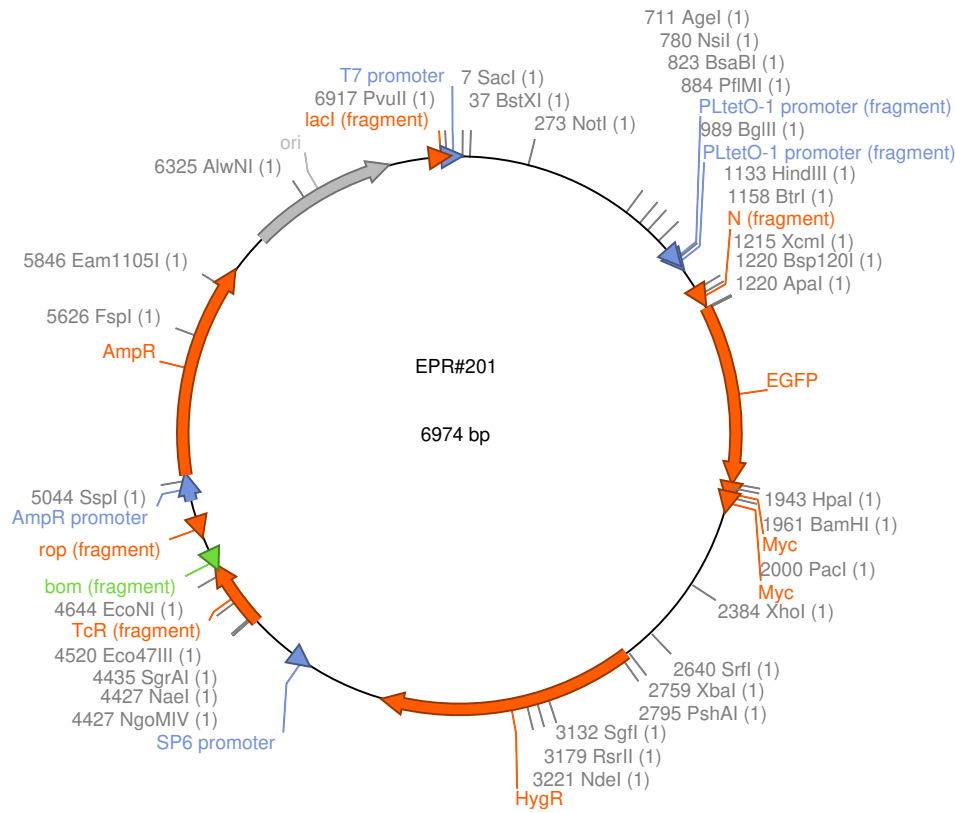 711 AgeI (1)
780 NsiI (1)
823 BsaBI (1)
884 PflMI (1)
PLtetO-1 promoter (fragment)
989 BglII (1)
PLtetO-1 promoter (fragment)
1133 HindIII (1)
1158 BtrI (1)
N (fragment)
1215 XcmI (1)
1220 Bsp120I (1)
1220 ApaI (1)
EGFP
1943 HpaI (1)
1961 BamHI (1)
Myc
2000 PacI (1)
Myc
2384 XhoI (1)
2640 SrfI (1)
2759 XbaI (1)
2795 PshAI (1)
3132 SgfI (1)
3179 RsrII (1)
3221 NdeI (1)
HygR
SP6 promoter
4427 NgoMIV (1)
4427 NaeI (1)
4435 SgrAI (1)
4520 Eco47III (1)
TcR (fragment)
4644 EcoNI (1)
bom (fragment)
rop (fragment)
AmpR promoter
5044 SspI (1)
AmpR
5626 FspI (1)
5846 Eam1105I (1)
6325 AlwNI (1)
ori
lacI (fragment)
6917 PvuII (1)
T7 promoter
7 SacI (1)
37 BstXI (1)
273 NotI (1)
EPR#201
6974 bp